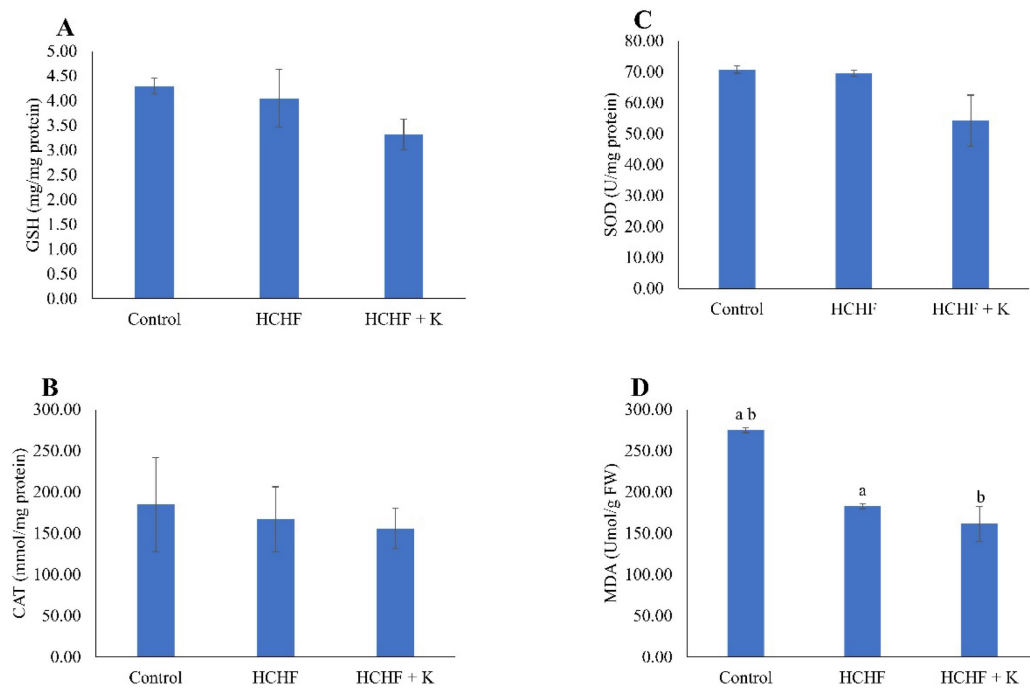 A
GSH (mg/mg protein)
5.00
4.50
4.00
3.50
3.00
2.50
2.00
1.50
1.00
0.50
0.00
Control HCHF HCHF + K
C
SOD (U/mg protein)
80.00
70.00
60.00
50.00
40.00
30.00
20.00
10.00
0.00
Control HCHF HCHF + K
B
CAT (mmol/mg protein)
300.00
250.00
200.00
150.00
100.00
50.00
0.00
Control HCHF HCHF + K
D
MDA (Umol/g FW)
300.00
250.00
200.00
150.00
100.00
50.00
0.00
a b
a
b
Control HCHF HCHF + K